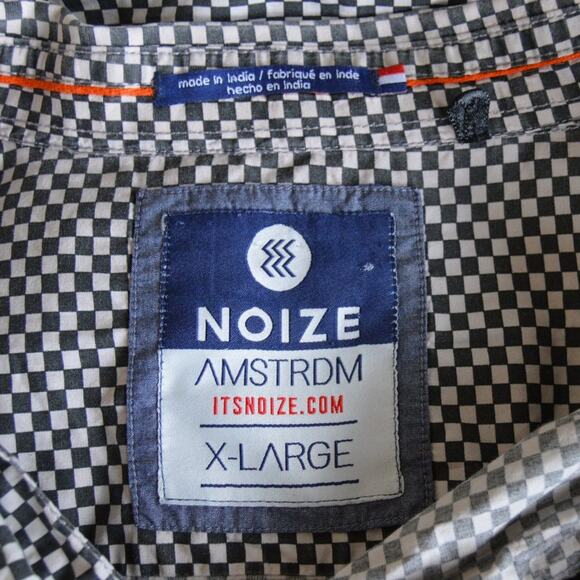 made in India / fabriqué en inde
hecho en india
NOIZE
AMSTRDM
ITSNOIZE.COM
X-LARGE